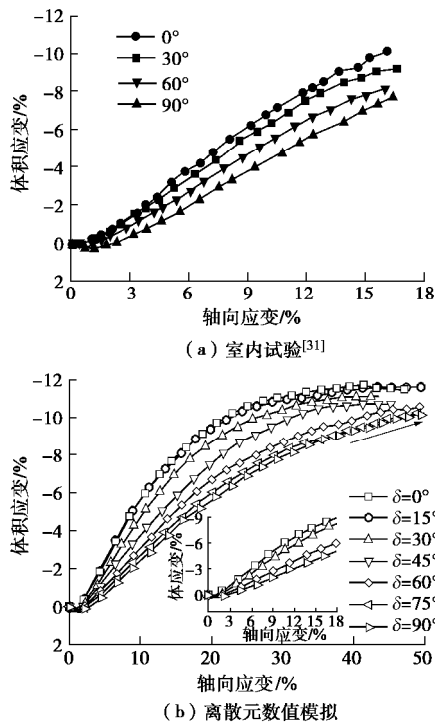 -12
-10
-8
-6
-4
-2
0
2
体积应变/%
0°
30°
60°
90°
0 3 6 9 12 15 18
轴向应变/%
(a) 室内试验[31]
-12
-10
-8
-6
-4
-2
0
2
体积应变/%
δ=0°
δ=15°
δ=30°
δ=45°
δ=60°
δ=75°
δ=90°
-9
-6
-3
0
体应变/%
0 3 6 9 12 15 18
轴向应变/%
0 10 20 30 40 50
轴向应变/%
(b) 离散元数值模拟